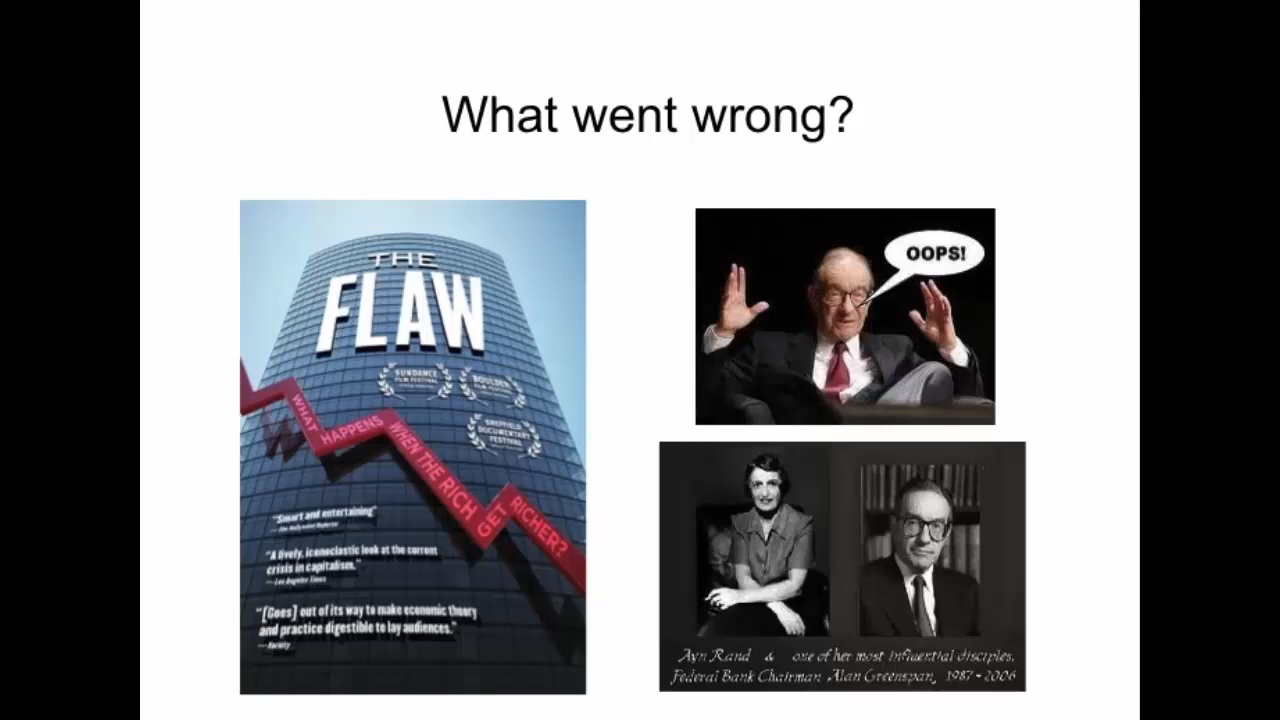 What went wrong?
THE
FLAW
SUNDANCE
FILM FESTIVAL
BOULDER
FILM FESTIVAL
SHEFFIELD
DOCUMENTARY
FESTIVAL
WHAT HAPPENS WHEN THE RICH GET RICHER?
"Smart and entertaining"
—The Hollywood Reporter
"A lively, iconoclastic look at the current
crisis in capitalism."
—Los Angeles Times
"[Goes] out of its way to make economic theory
and practice digestible to lay audiences."
—Variety
OOPS!
Ayn Rand & one of her most influential disciples,
Federal Bank Chairman Alan Greenspan, 1987-2006